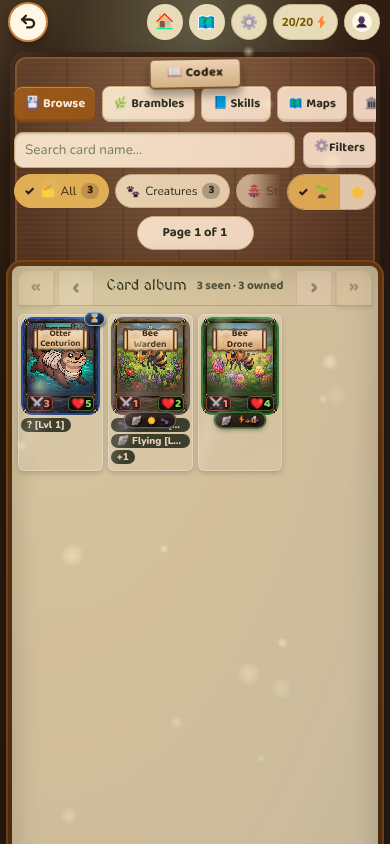 20/20
Codex
Browse
Brambles
Skills
Maps
Search card name...
Filters
All 3
Creatures 3
Page 1 of 1
Card album
3 seen · 3 owned
Otter Centurion
3
5
? [Lvl 1]
Bee Warden
1
2
Flying [L...
+1
Bee Drone
1
4